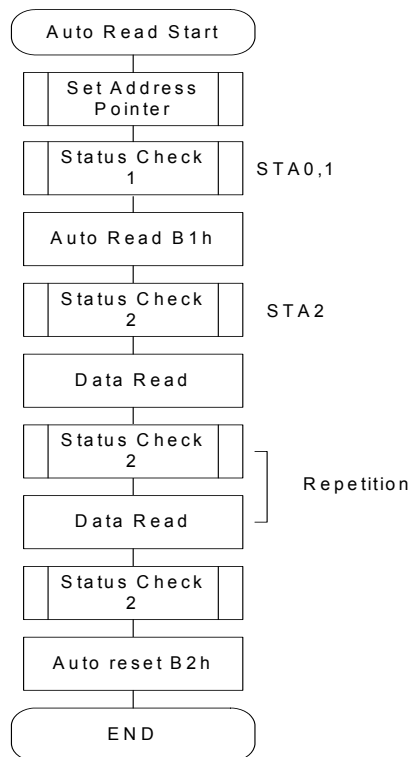 Auto Read Start
Set Address
Pointer
Status Check
1
STA0,1
Auto Read B1h
Status Check
2
STA2
Data Read
Status Check
2
Repetition
Data Read
Status Check
2
Auto reset B2h
END